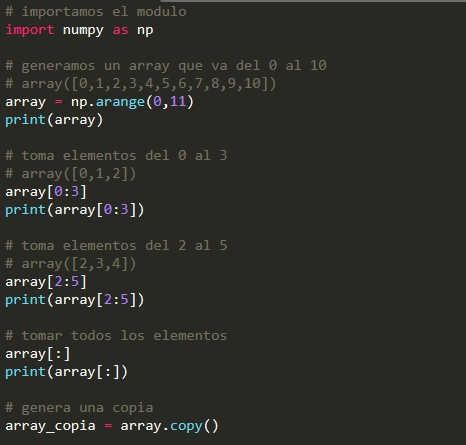 # importamos el modulo
import numpy as np
# generamos un array que va del 0 al 10
# array([0,1,2,3,4,5,6,7,8,9,10])
array = np.arange(0,11)
print(array)
# toma elementos del 0 al 3
# array([0,1,2])
array[0:3]
print(array[0:3])
# toma elementos del 2 al 5
# array([2,3,4])
array[2:5]
print(array[2:5])
# tomar todos los elementos
array[:]
print(array[:])
# genera una copia
array_copia = array.copy()